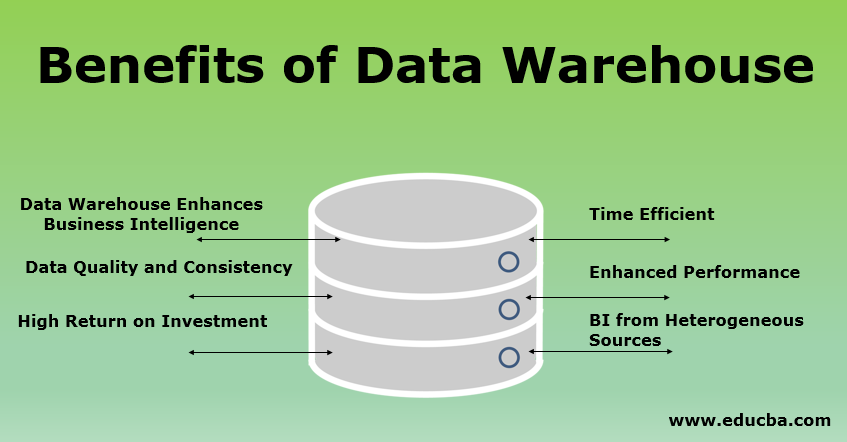 Benefits of Data Warehouse
Data Warehouse Enhances
Business Intelligence
Data Quality and Consistency
High Return on Investment
Time Efficient
Enhanced Performance
BI from Heterogeneous
Sources
www.educba.com